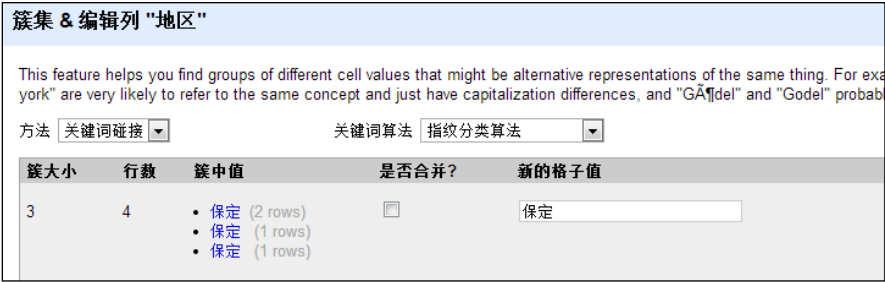 簇集 & 编辑列 "地区"
This feature helps you find groups of different cell values that might be alternative representations of the same thing. For exa
york" are very likely to refer to the same concept and just have capitalization differences, and "GÃ¶del" and "Godel" probabl
方法 关键词碰接 关键词算法 指纹分类算法
簇大小 行数 簇中值 是否合并? 新的格子值
3 4 • 保定 (2 rows) 保定
• 保定 (1 rows)
• 保定 (1 rows)